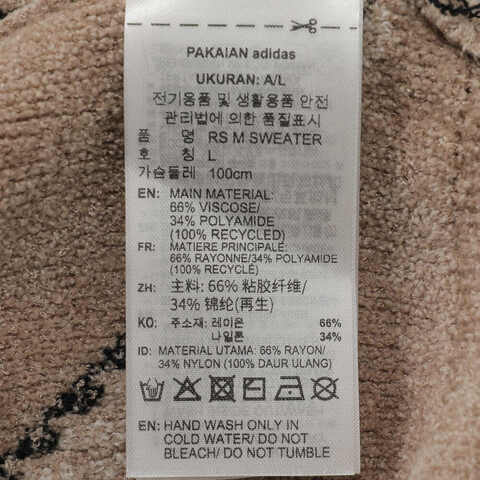 PAKAIAN adidas
UKURAN: A/L
전기용품 및 생활용품 안전
관리법에 의한 품질표시
품 명 RS M SWEATER
호 칭 L
가슴둘레 100cm
EN: MAIN MATERIAL:
66% VISCOSE/
34% POLYAMIDE
(100% RECYCLED)
FR: MATIERE PRINCIPALE:
66% RAYONNE/34% POLYAMIDE
(100% RECYCLÉ)
ZH: 主料: 66% 粘胶纤维/
34% 锦纶(再生)
KO: 주소재: 레이온 66%
나일론 34%
ID: MATERIAL UTAMA: 66% RAYON/
34% NYLON (100% DAUR ULANG)
EN: HAND WASH ONLY IN
COLD WATER/ DO NOT
BLEACH/ DO NOT TUMBLE